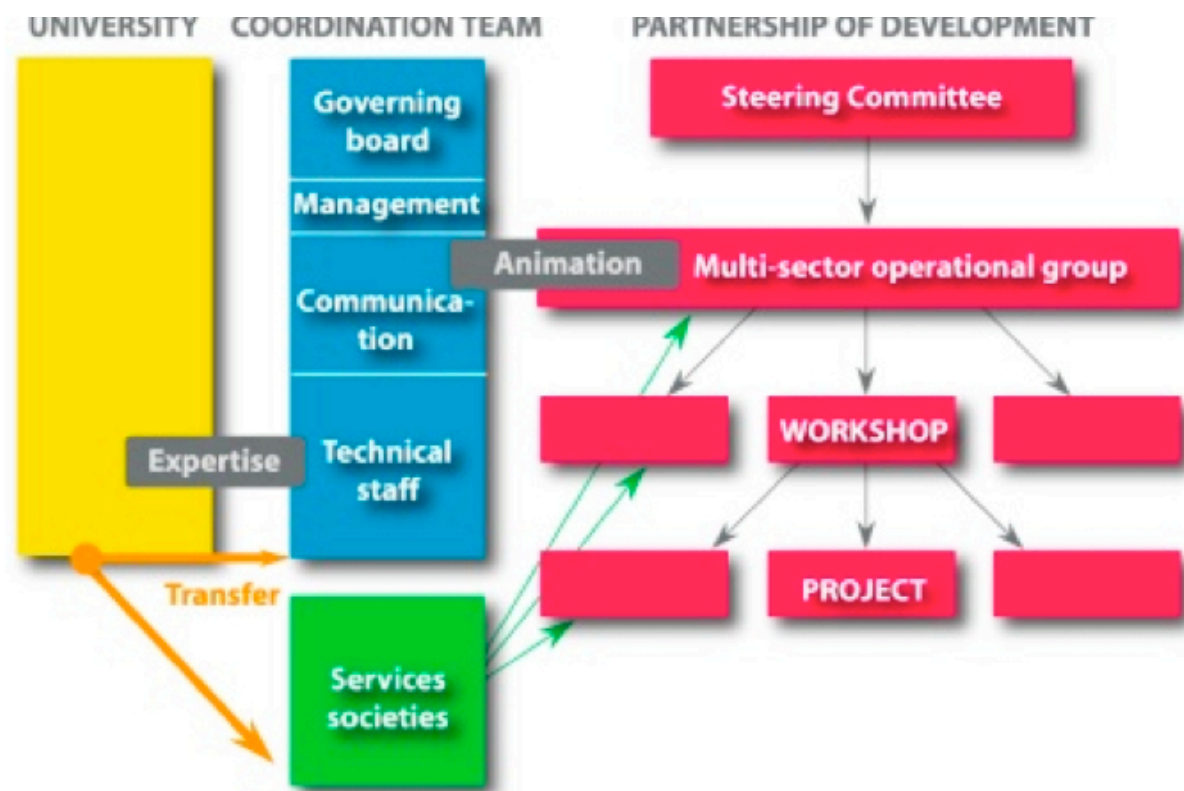 UNIVERSITY
COORDINATION TEAM
PARTNERSHIP OF DEVELOPMENT
Governing
board
Management
Communica-
tion
Technical
staff
Expertise
Animation
Transfer
Services
societies
Steering Committee
Multi-sector operational group
WORKSHOP
PROJECT